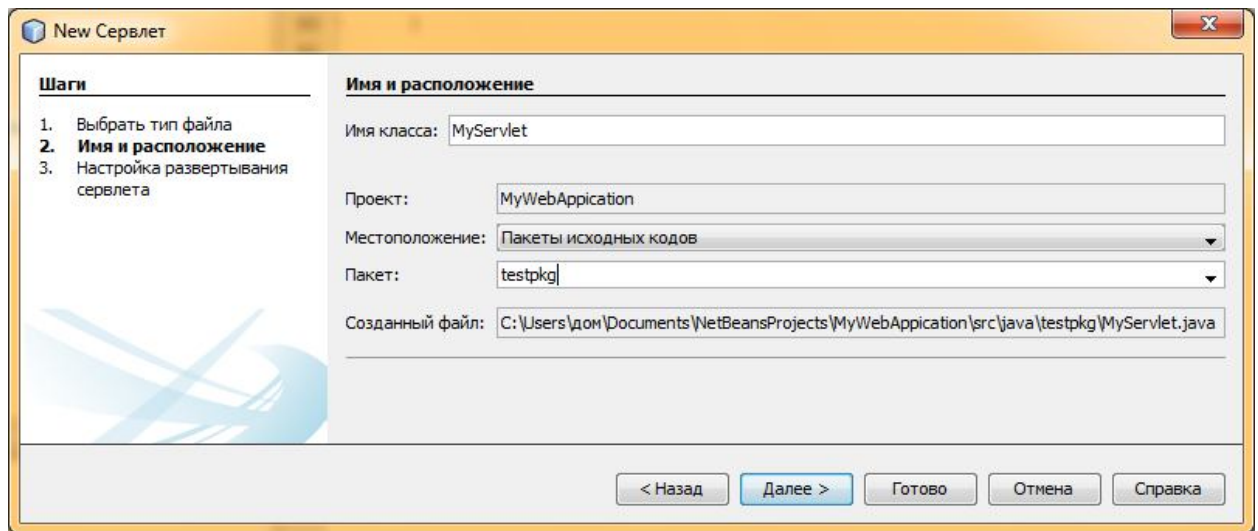 New Сервлет
Шаги
1. Выбрать тип файла
2. Имя и расположение
3. Настройка развертывания
сервлета
Имя и расположение
Имя класса: MyServlet
Проект: MyWebAppication
Местоположение: Пакеты исходных кодов
Пакет: testpkg
Созданный файл: C:\Users\дом\Documents\NetBeansProjects\MyWebAppication\src\java\testpkg\MyServlet.java
< Назад Далее > Готово Отмена Справка